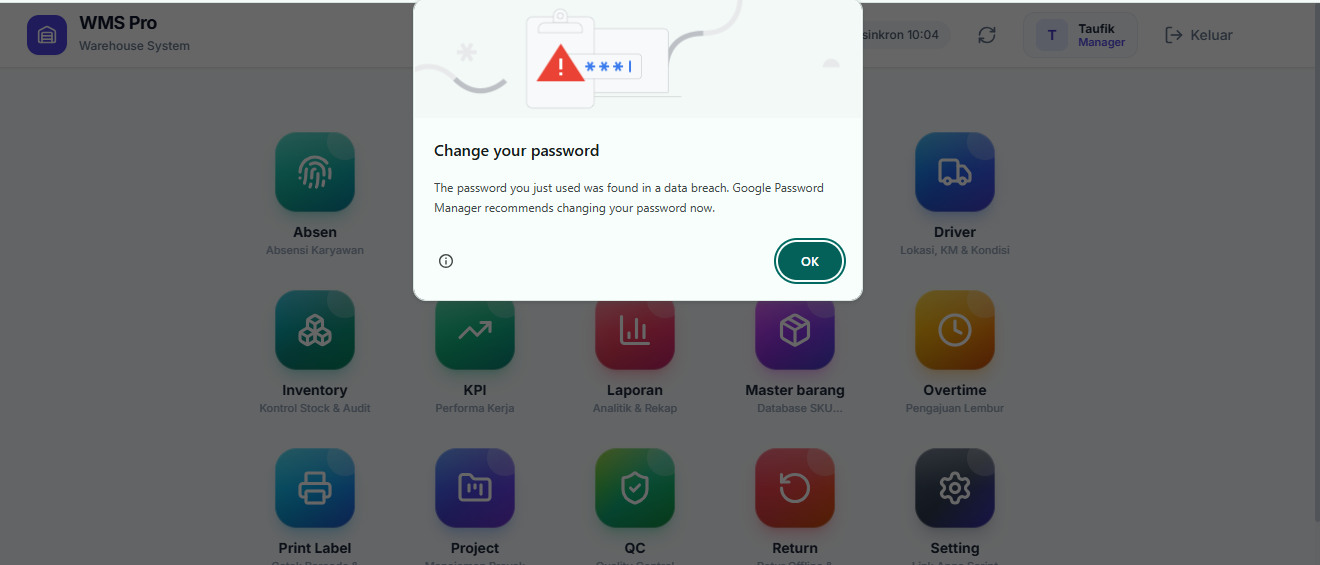 WMS Pro
Warehouse System
sinkron 10:04
T
Taufik
Manager
Keluar
***
Change your password
The password you just used was found in a data breach. Google Password
Manager recommends changing your password now.
OK
Absen
Absensi Karyawan
Driver
Lokasi, KM & Kondisi
Inventory
Kontrol Stock & Audit
KPI
Performa Kerja
Laporan
Analitik & Rekap
Master barang
Database SKU...
Overtime
Pengajuan Lembur
Print Label
Project
QC
Return
Setting